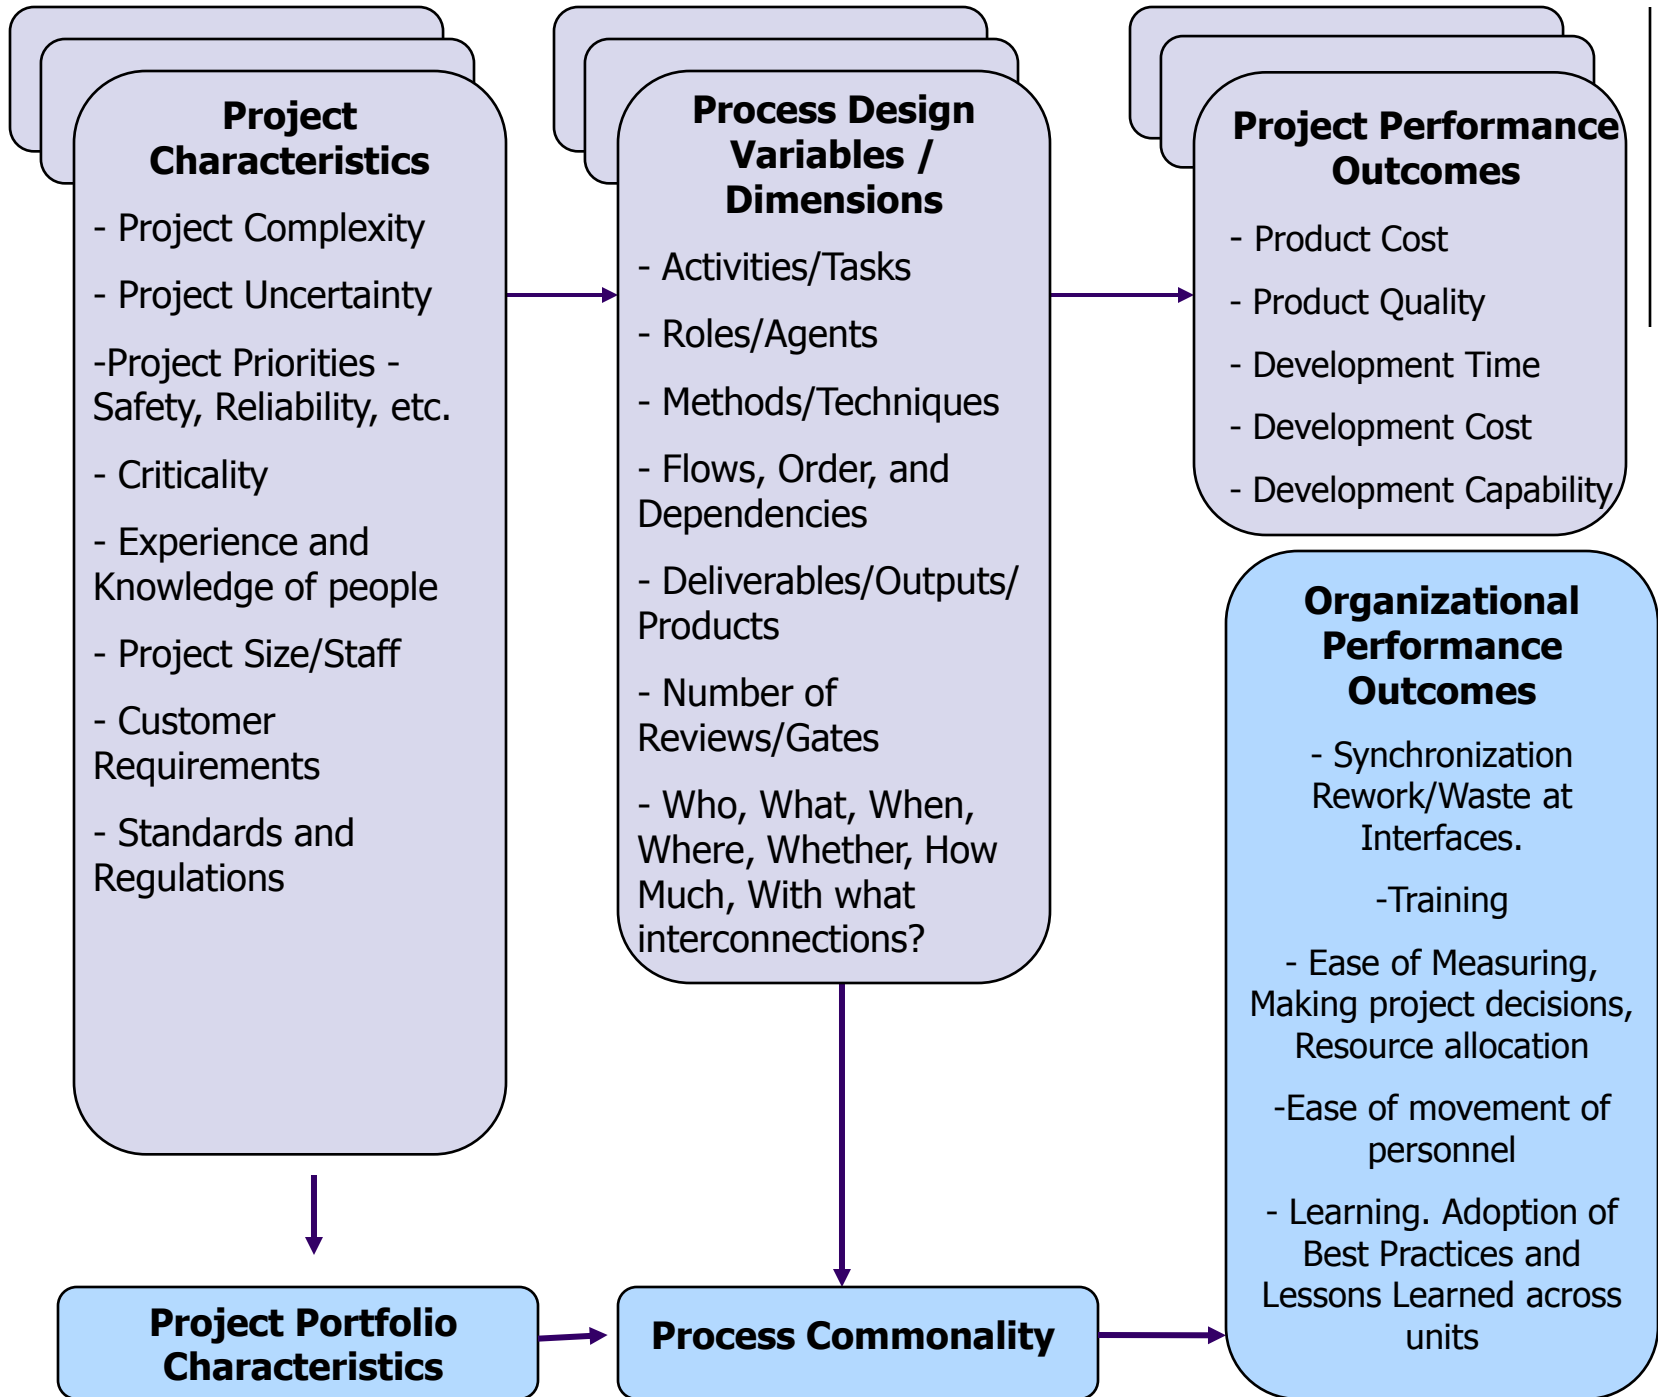 Project
Characteristics
- Project Complexity
- Project Uncertainty
-Project Priorities -
Safety, Reliability, etc.
- Criticality
- Experience and
Knowledge of people
- Project Size/Staff
- Customer
Requirements
- Standards and
Regulations
Process Design
Variables /
Dimensions
- Activities/Tasks
- Roles/Agents
- Methods/Techniques
- Flows, Order, and
Dependencies
- Deliverables/Outputs/
Products
- Number of
Reviews/Gates
- Who, What, When,
Where, Whether, How
Much, With what
interconnections?
Project Performance
Outcomes
- Product Cost
- Product Quality
- Development Time
- Development Cost
- Development Capability
Organizational
Performance
Outcomes
- Synchronization
Rework/Waste at
Interfaces.
-Training
- Ease of Measuring,
Making project decisions,
Resource allocation
-Ease of movement of
personnel
- Learning. Adoption of
Best Practices and
Lessons Learned across
units
Project Portfolio
Characteristics
Process Commonality